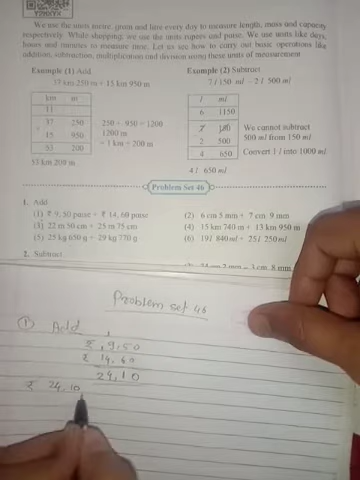 We use the units metre, gram and litre every day to measure length, mass and capacity
respectively. While shopping, we use the units rupees and paise. We use units like days,
hours and minutes to measure time. Let us see how to carry out basic operations like
addition, subtraction, multiplication and division using these units of measurement.
Example (1) Add
37 km 250 m + 15 km 950 m
km m
1
37 250
+ 15 950
53 200
250 + 950 = 1200
1200 m
= 1 km + 200 m
53 km 200 m
Example (2) Subtract
7 l 150 ml - 2 l 500 ml
l ml
6 1150
7 150
2 500
4 650
We cannot subtract
500 ml from 150 ml
Convert 1 l into 1000 ml
4 l 650 ml
Problem Set 46
1. Add
(1) ₹ 9, 50 paise + ₹ 14, 60 paise (2) 6 cm 5 mm + 7 cm 9 mm
(3) 22 m 50 cm + 25 m 75 cm (4) 15 km 740 m + 13 km 950 m
(5) 25 kg 650 g + 29 kg 770 g (6) 19 l 840 ml + 25 l 250 ml
2. Subtract
3 cm 8 mm
Problem set 46
① Add
1
₹ 9,50
₹ 14,60
24,10
₹ 24,10